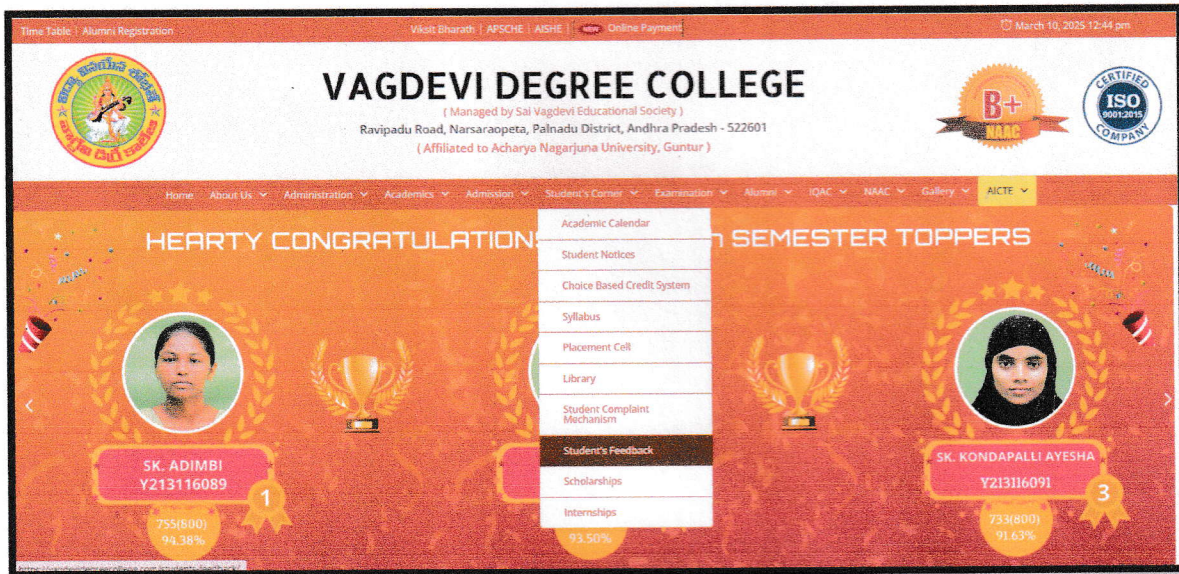 Time Table | Alumni Registration
Viksit Bharath | APSCHE | AISHE | Online Payment
March 10, 2025 12:44 pm
VAGDEVI DEGREE COLLEGE
( Managed by Sai Vagdevi Educational Society )
Ravipadu Road, Narsaraopeta, Palnadu District, Andhra Pradesh - 522601
( Affiliated to Acharya Nagarjuna University, Guntur )
B+
NAAC
CERTIFIED
ISO
9001:2015
COMPANY
Home About Us Administration Academics Admission Student's Corner Examination Alumni IQAC NAAC Gallery AICTE
HEARTY CONGRATULATIONS SEMESTER TOPPERS
Academic Calendar
Student Notices
Choice Based Credit System
Syllabus
Placement Cell
Library
Student Complaint
Mechanism
Student's Feedback
Scholarships
Internships
SK. ADIMBI
Y213116089
1
755(800)
94.38%
93.50%
SK. KONDAPALLI AYESHA
Y213116091
3
733(800)
91.63%
https://vagdevidegreecollege.com/students-feedback/